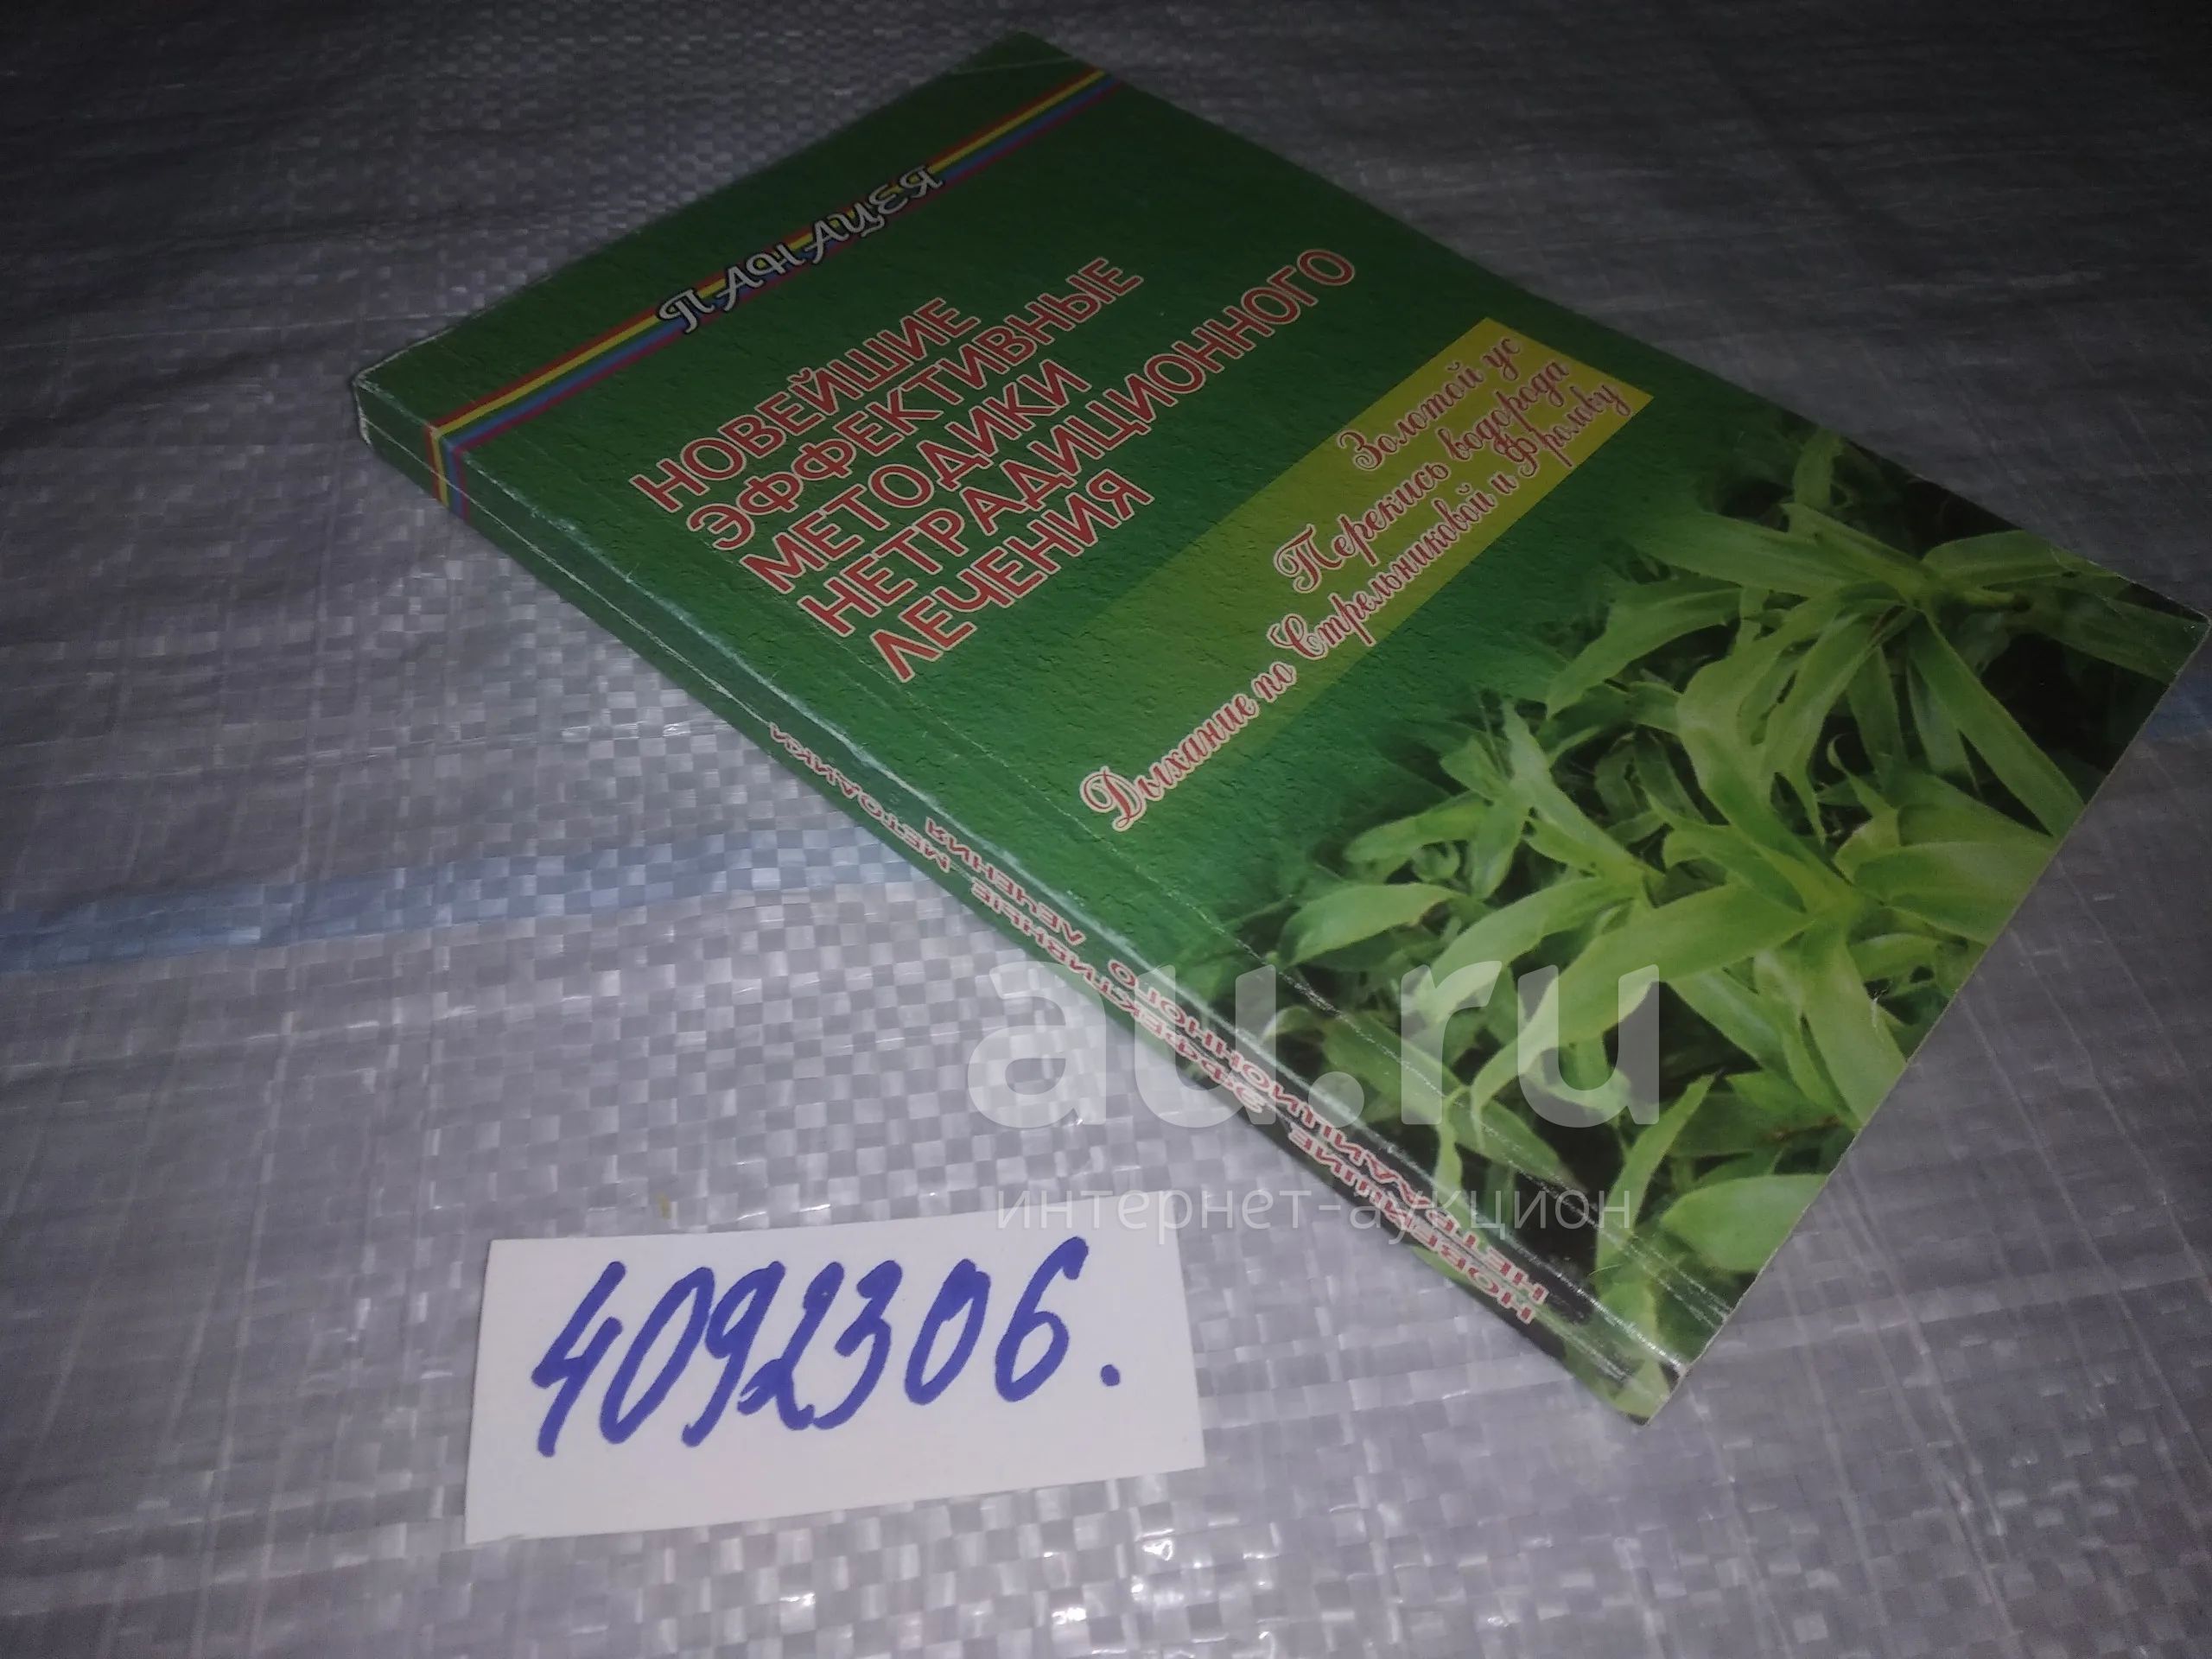 ПАНАЦЕЯ
НОВЕЙШИЕ
ЭФФЕКТИВНЫЕ
МЕТОДИКИ
НЕТРАДИЦИОННОГО
ЛЕЧЕНИЯ
Золотой ус
Перекись водорода
Дыхание по Стрельниковой и Фролову
НОВЕЙШИЕ ЭФФЕКТИВНЫЕ МЕТОДИКИ
НЕТРАДИЦИОННОГО ЛЕЧЕНИЯ
au.ru
интернет-аукцион
4092306.